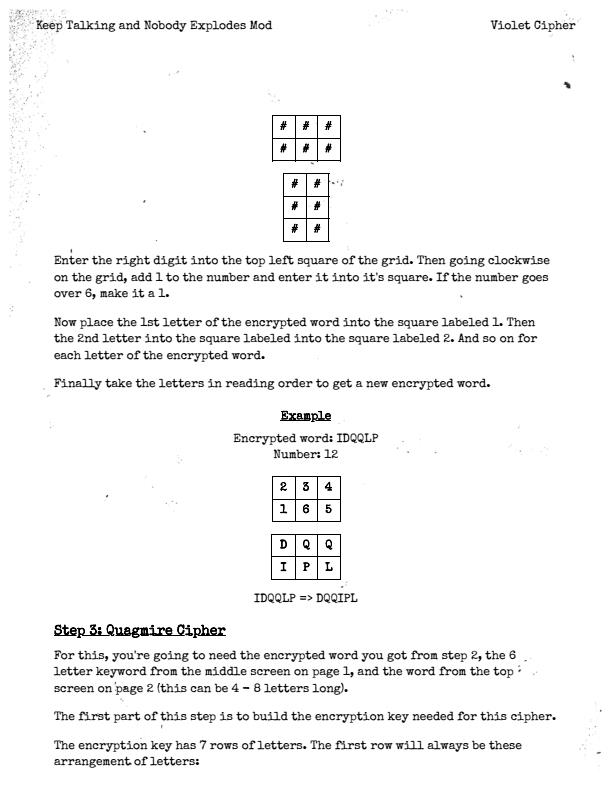 Keep Talking and Nobody Explodes Mod Violet Cipher
# # #
# # #
# #
# #
# #
Enter the right digit into the top left square of the grid. Then going clockwise
on the grid, add 1 to the number and enter it into it's square. If the number goes
over 6, make it a 1.
Now place the 1st letter of the encrypted word into the square labeled 1. Then
the 2nd letter into the square labeled into the square labeled 2. And so on for
each letter of the encrypted word.
Finally take the letters in reading order to get a new encrypted word.
Example
Encrypted word: IDQQLP
Number: 12
2 3 4
1 6 5
D Q Q
I P L
IDQQLP => DQQIPL
Step 3: Quagmire Cipher
For this, you're going to need the encrypted word you got from step 2, the 6
letter keyword from the middle screen on page 1, and the word from the top
screen on page 2 (this can be 4 - 8 letters long).
The first part of this step is to build the encryption key needed for this cipher.
The encryption key has 7 rows of letters. The first row will always be these
arrangement of letters: